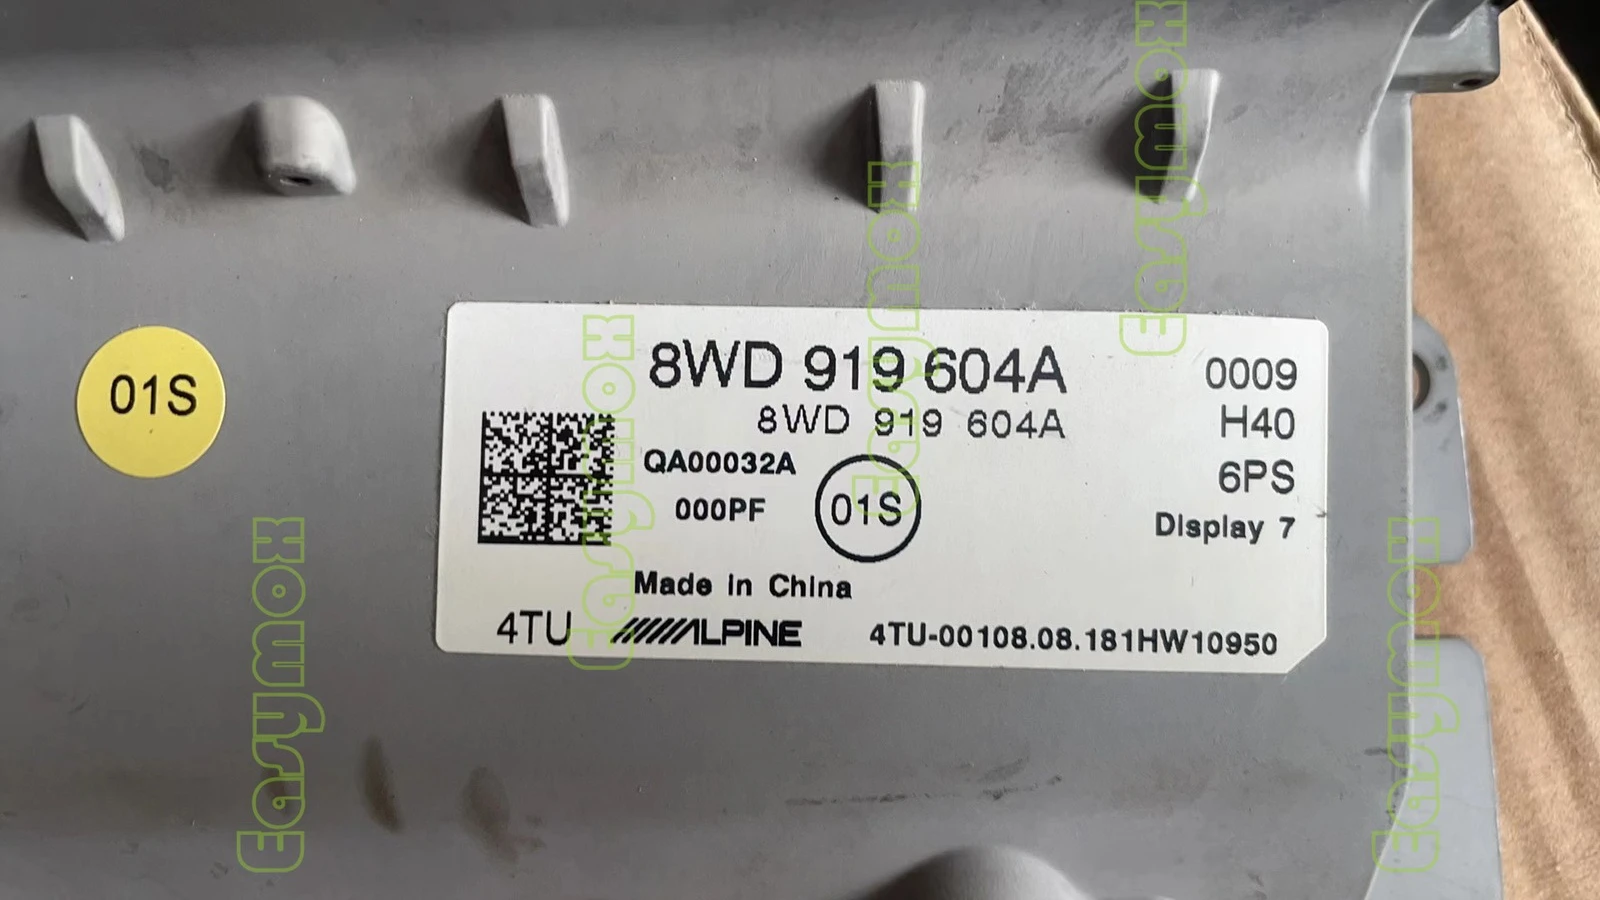 01S
8WD 919 604A
0009
8WD 919 604A
H40
QA00032A
6PS
000PF
01S
Display 7
Made in China
4TU
ALPINE
4TU-00108.08.181HW10950
Easymox
Easymox
Easymox
Easymox
Easymox